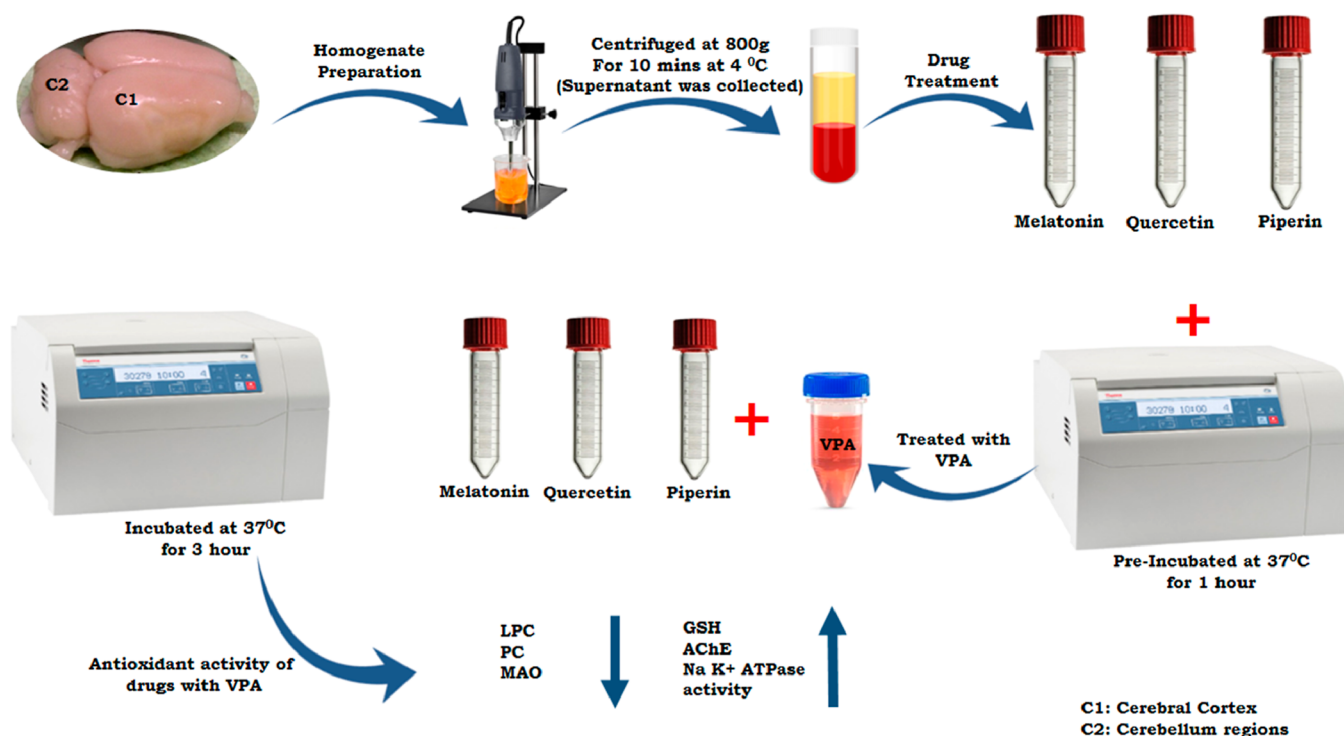 C2
C1
Homogenate
Preparation
Centrifuged at 800g
For 10 mins at 4 ⁰C
(Supernatant was collected)
Drug
Treatment
Melatonin
Quercetin
Piperin
+
Thermo
30279 10:00 4
Incubated at 37⁰C
for 3 hour
Melatonin
Quercetin
Piperin
+
VPA
Treated with
VPA
30279 10:00 4
Pre-Incubated at 37⁰C
for 1 hour
Antioxidant activity of
drugs with VPA
LPC
PC
MAO
GSH
AChE
Na K+ ATPase
activity
C1: Cerebral Cortex
C2: Cerebellum regions